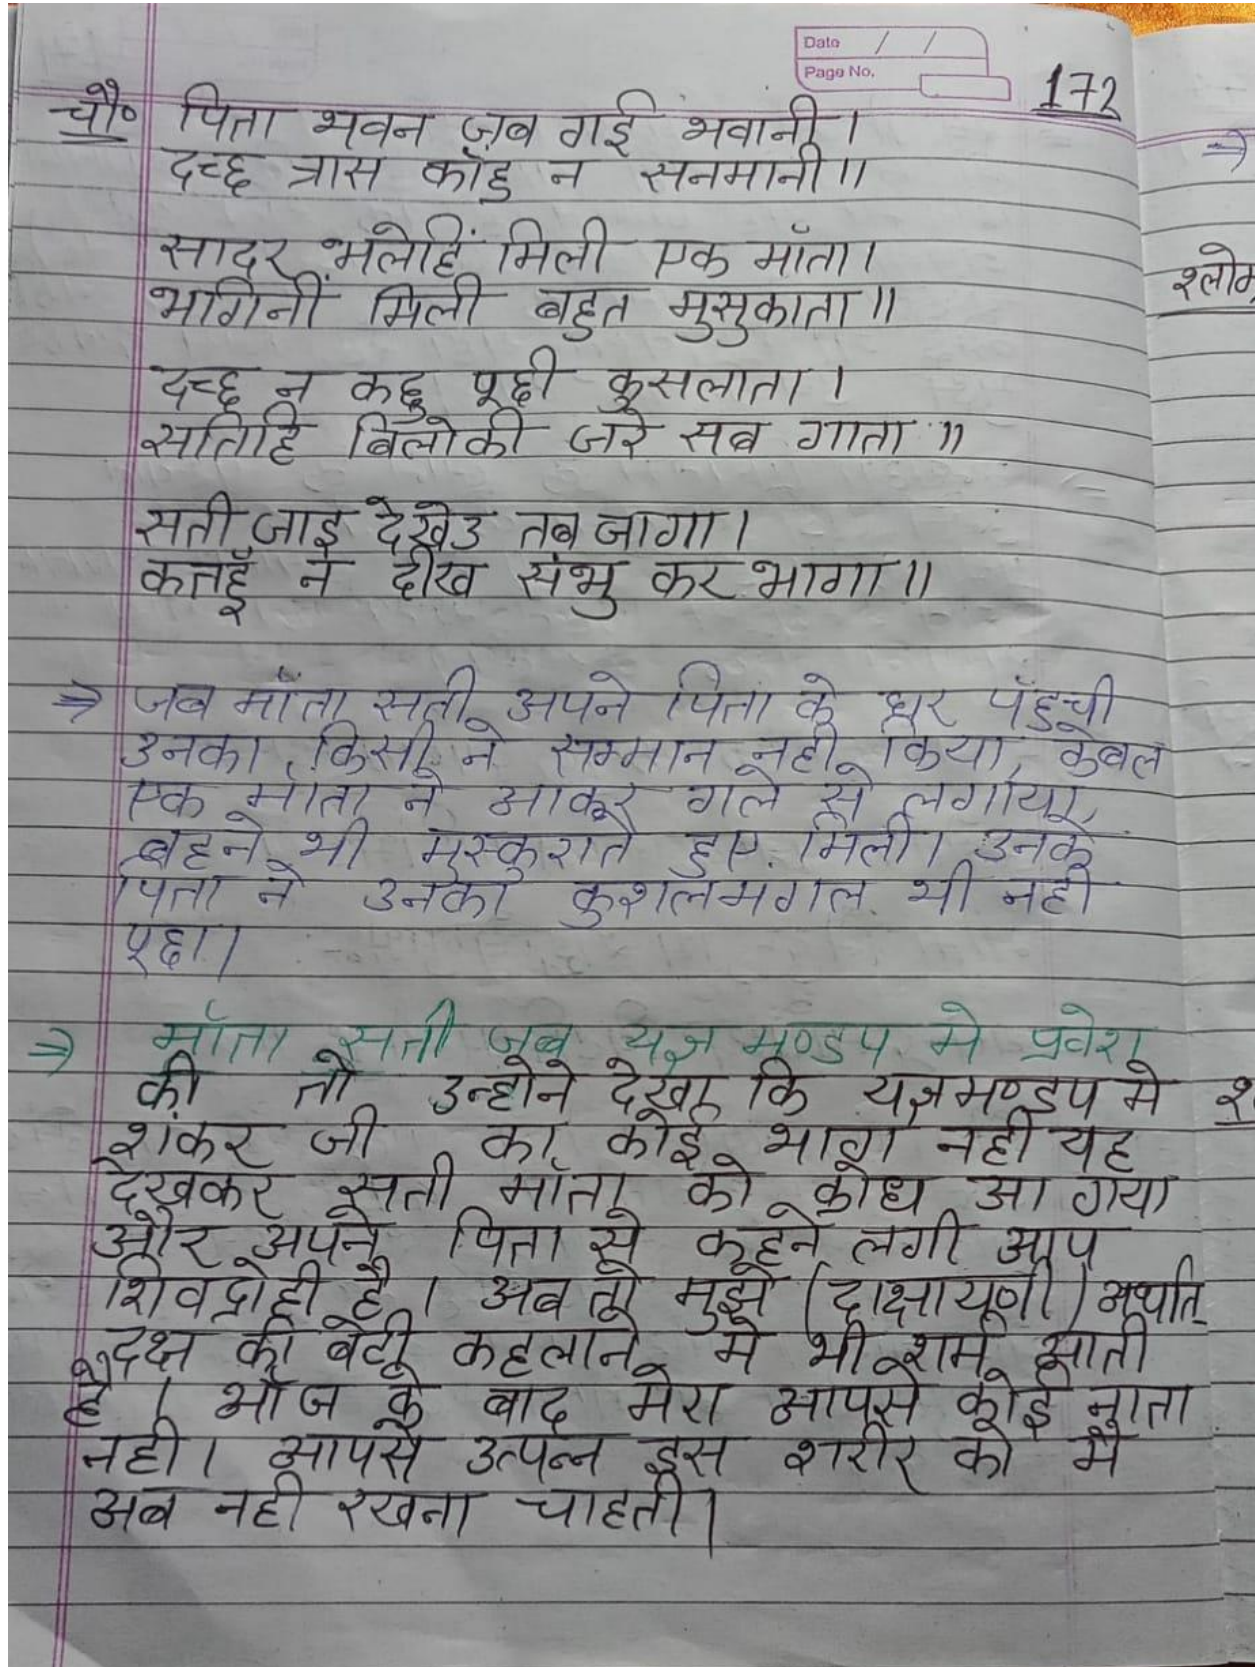 Date / /
Page No.
172
चौ० पिता भवन जब गई भवानी।
दच्छ त्रास काँहु न सनमानी॥
सादर भलेहिं मिली एक माँता।
भगिनीं मिली बहुत मुसुकाता॥
दच्छ न कछु पूछी कुसलाता।
सतिहि बिलोकी जरे सब गाता॥
सती जाइ देखेउ तब जागा।
कतहूँ न दीख संभु कर भागा॥
⇒ जब माँता सती अपने पिता के घर पँहुची
उनका किसी ने सम्मान नही किया, केवल
एक माँता ने आकर गले से लगाया,
बहने भी मुस्कुराते हुए मिली। उनके
पिता ने उनका कुशलमंगल भी नही
पूछा।
⇒ माँता सती जब यज्ञ मण्डप मे प्रवेश
की तो उन्होने देखा कि यज्ञमण्डप मे
शंकर जी का कोई भाग नही यह
देखकर सती माँता को क्रोध आ गया
और अपने पिता से कहने लगी आप
शिवद्रोही है। अब तो मुझे (दाक्षायणी) अर्थात्
दक्ष की बेटी कहलाने मे भी शर्म आती
है। आज के बाद मेरा आपसे कोई नाता
नही। आपसे उत्पन्न इस शरीर को मै
अब नही रखना चाहती।
⇒